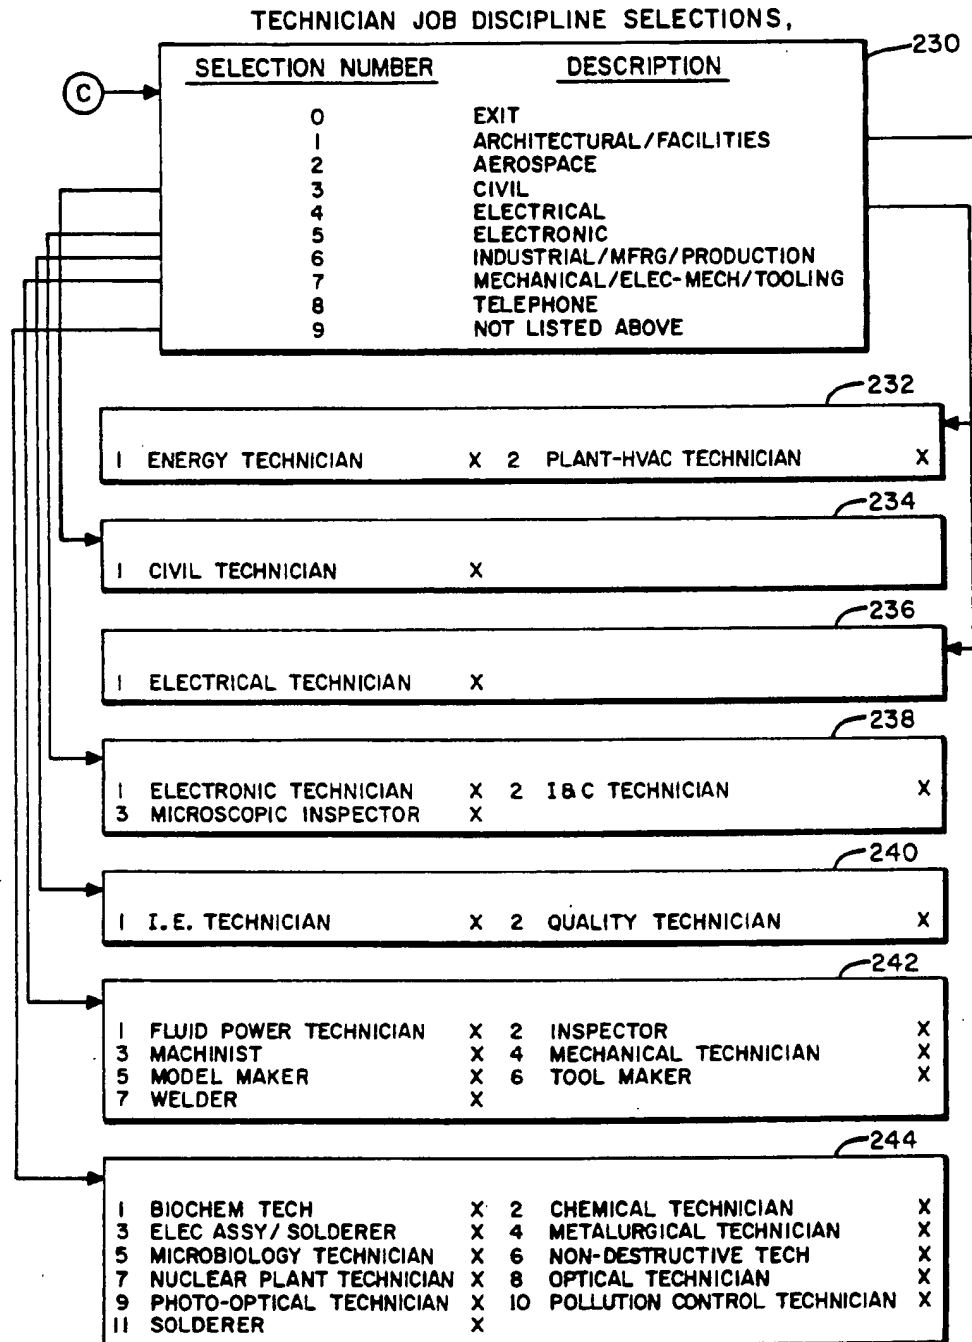 TECHNICIAN JOB DISCIPLINE SELECTIONS,
230
SELECTION NUMBER DESCRIPTION
C
0 EXIT
1 ARCHITECTURAL/FACILITIES
2 AEROSPACE
3 CIVIL
4 ELECTRICAL
5 ELECTRONIC
6 INDUSTRIAL/MFRG/PRODUCTION
7 MECHANICAL/ELEC-MECH/TOOLING
8 TELEPHONE
9 NOT LISTED ABOVE
232
1 ENERGY TECHNICIAN X 2 PLANT-HVAC TECHNICIAN X
234
1 CIVIL TECHNICIAN X
236
1 ELECTRICAL TECHNICIAN X
238
1 ELECTRONIC TECHNICIAN X 2 I&C TECHNICIAN X
3 MICROSCOPIC INSPECTOR X
240
1 I.E. TECHNICIAN X 2 QUALITY TECHNICIAN X
242
1 FLUID POWER TECHNICIAN X 2 INSPECTOR X
3 MACHINIST X 4 MECHANICAL TECHNICIAN X
5 MODEL MAKER X 6 TOOL MAKER X
7 WELDER X
244
1 BIOCHEM TECH X 2 CHEMICAL TECHNICIAN X
3 ELEC ASSY/SOLDERER X 4 METALURGICAL TECHNICIAN X
5 MICROBIOLOGY TECHNICIAN X 6 NON-DESTRUCTIVE TECH X
7 NUCLEAR PLANT TECHNICIAN X 8 OPTICAL TECHNICIAN X
9 PHOTO-OPTICAL TECHNICIAN X 10 POLLUTION CONTROL TECHNICIAN X
11 SOLDERER X